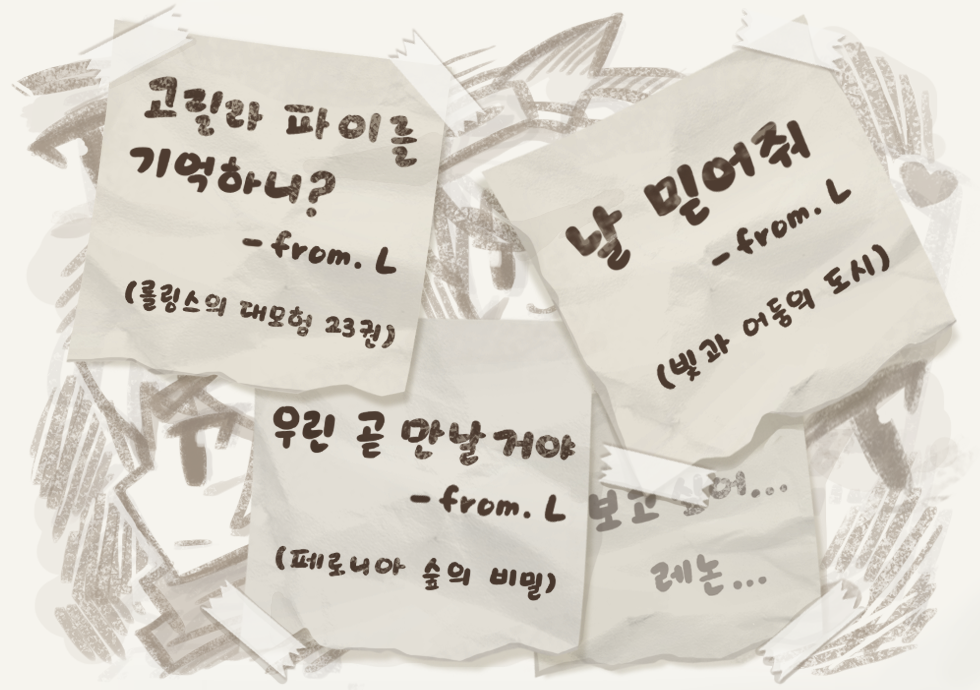 고릴라 파이를
기억하니?
- from. L
(롤링스의 대모험 23권)
날 믿어줘
- from. L
(빛과 어둠의 도시)
우린 곧 만날거야
- from. L
(페로니아 숲의 비밀)
보고 싶어...
레논...